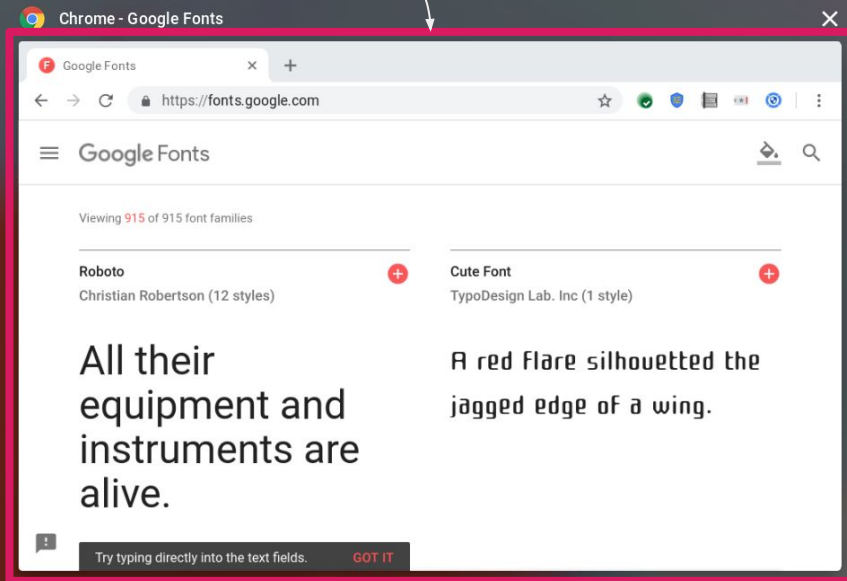 Chrome - Google Fonts
Google Fonts
https://fonts.google.com
Google Fonts
Viewing 915 of 915 font families
Roboto
Christian Robertson (12 styles)
All their
equipment and
instruments are
alive.
Cute Font
TypoDesign Lab. Inc (1 style)
A red flare silhouetted the
jagged edge of a wing.
Try typing directly into the text fields. GOT IT